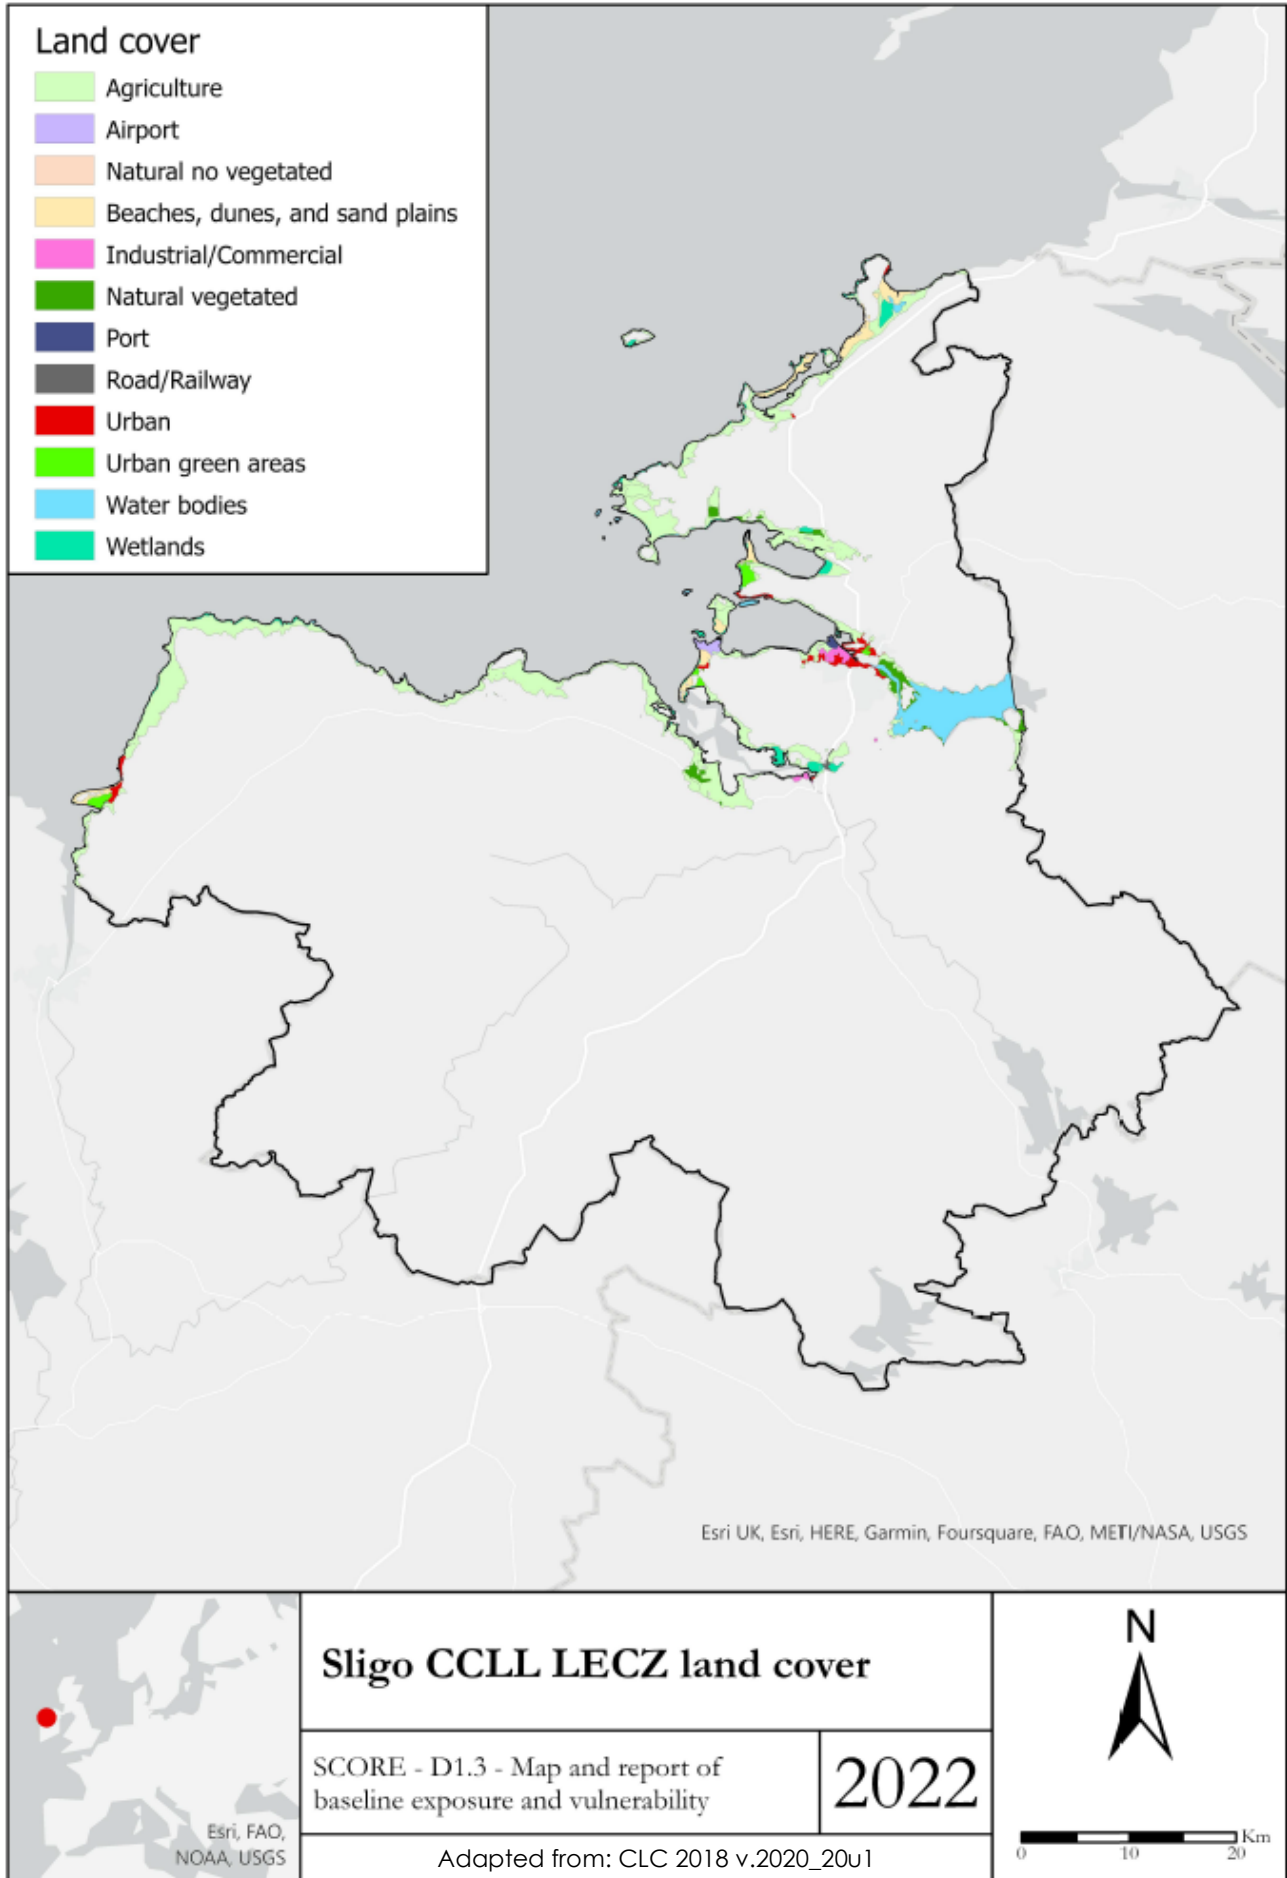 Land cover
Agriculture
Airport
Natural no vegetated
Beaches, dunes, and sand plains
Industrial/Commercial
Natural vegetated
Port
Road/Railway
Urban
Urban green areas
Water bodies
Wetlands
Esri UK, Esri, HERE, Garmin, Foursquare, FAO, METI/NASA, USGS
Esri, FAO,
NOAA, USGS
Sligo CCLL LECZ land cover
SCORE - D1.3 - Map and report of
baseline exposure and vulnerability
2022
Adapted from: CLC 2018 v.2020_20u1
N
Km
0 10 20